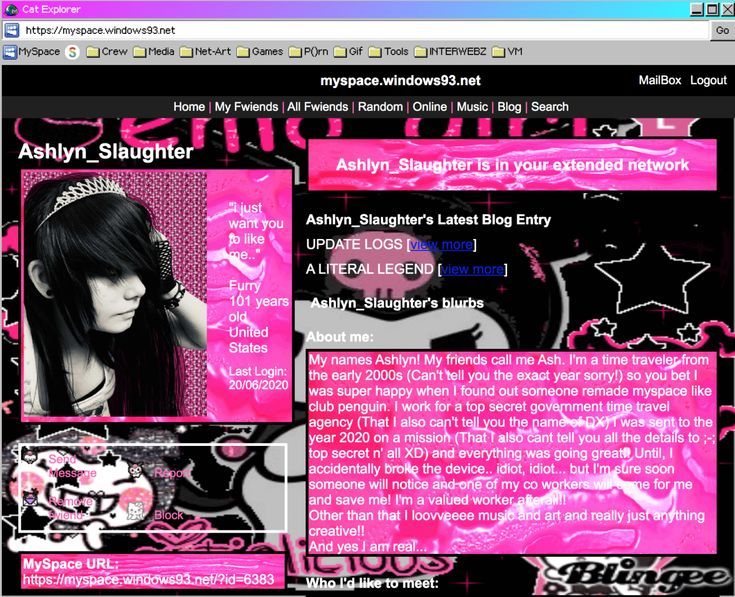 Cat Explorer
https://myspace.windows93.net
Go
MySpace S Crew Media Net-Art Games P()rn Gif Tools INTERWEBZ VM
myspace.windows93.net
MailBox Logout
Home | My Fwiends | All Fwiends | Random | Online | Music | Blog | Search
Ashlyn_Slaughter
"i just
want you
to like
me.."
Furry
101 years
old
United
States
Last Login:
20/06/2020
Send
Message
Report
Remove
Fwiend
Block
MySpace URL:
https://myspace.windows93.net/?id=6383
Ashlyn_Slaughter is in your extended network
Ashlyn_Slaughter's Latest Blog Entry
UPDATE LOGS [view more]
A LITERAL LEGEND [view more]
Ashlyn_Slaughter's blurbs
About me:
My names Ashlyn! My friends call me Ash. I'm a time traveler from
the early 2000s (Can't tell you the exact year sorry!) so you bet I
was super happy when I found out someone remade myspace like
club penguin. I work for a top secret government time travel
agency (That I also can't tell you the name of DX) I was sent to the
year 2020 on a mission (That I also cant tell you all the details to ;-;
top secret n' all XD) and everything was going great!! Until, I
accidentally broke the device.. idiot, idiot... but I'm sure soon
someone will notice and one of my co workers will come for me
and save me! I'm a valued worker afterall!!
Other than that I loovveeee music and art and really just anything
creative!!
And yes I am real...
Who I'd like to meet:
Blingee